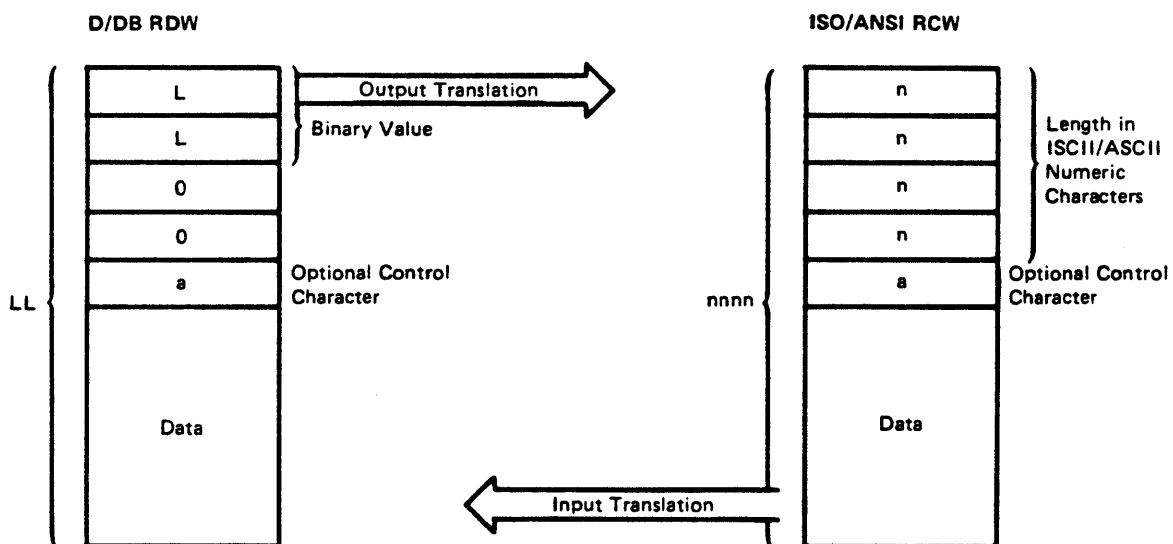 D/DB RDW
ISO/ANSI RCW
L
L
0
0
a
Data
LL
Binary Value
Optional Control
Character
Output Translation
n
n
n
n
a
Data
nnnn
Length in
ISCII/ASCII
Numeric
Characters
Optional Control
Character
Input Translation